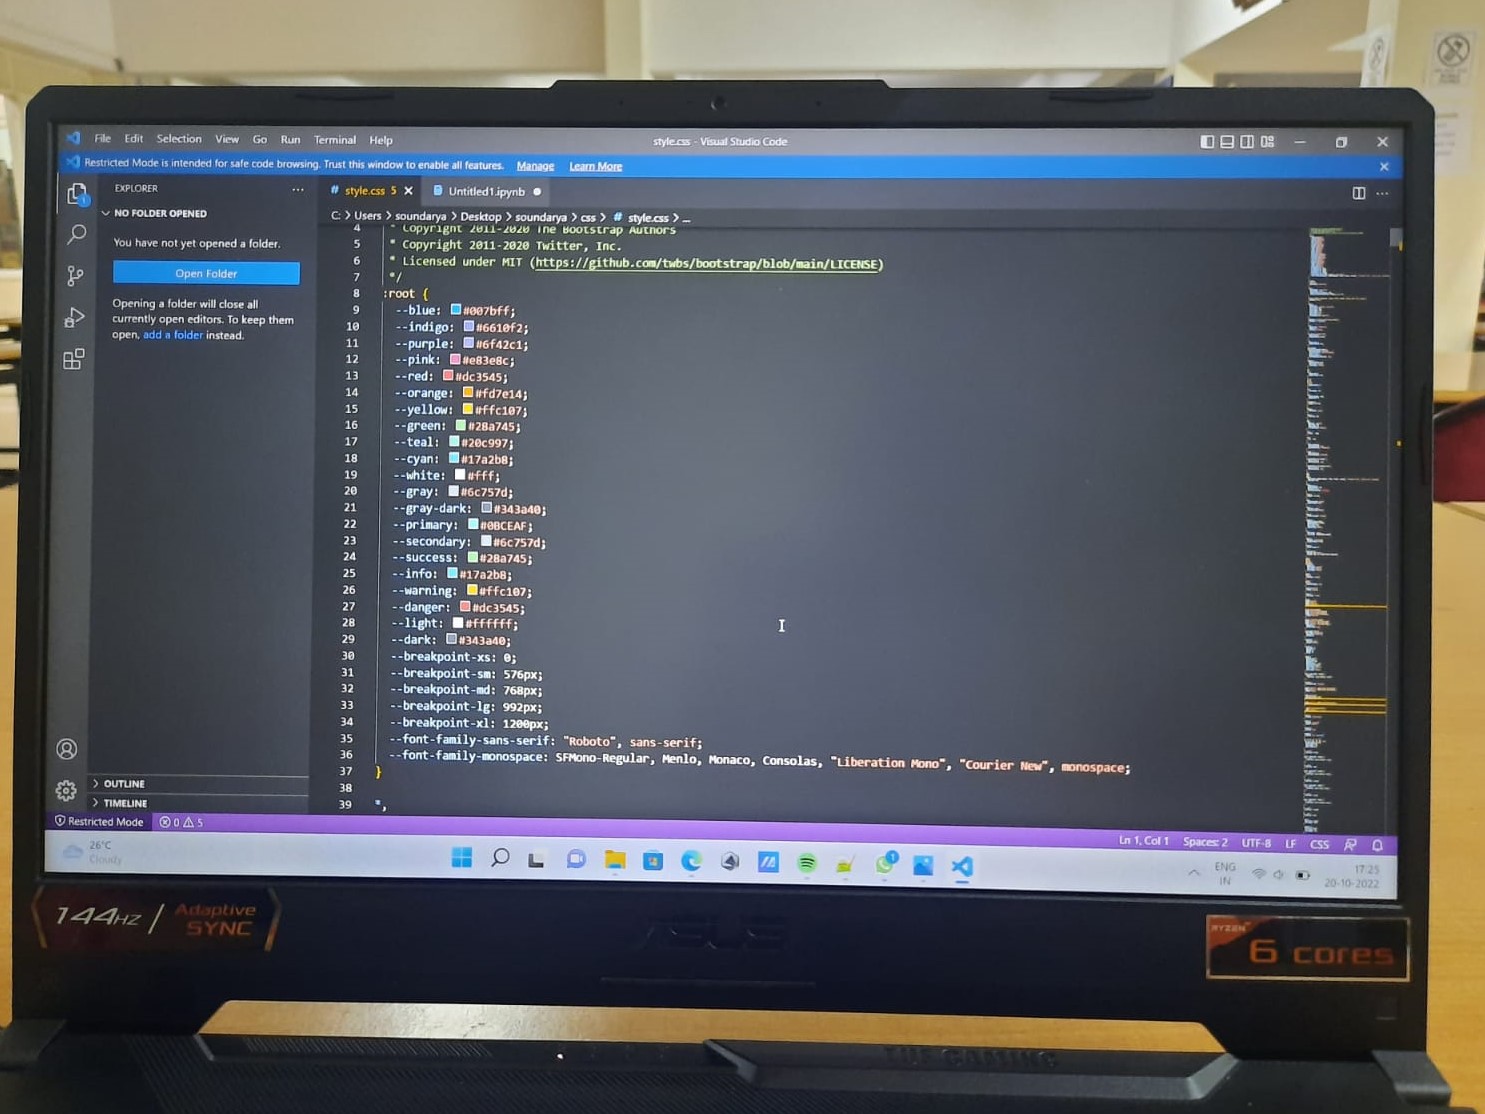 File Edit Selection View Go Run Terminal Help
style.css - Visual Studio Code
Restricted Mode is intended for safe code browsing. Trust this window to enable all features. Manage Learn More
EXPLORER
NO FOLDER OPENED
You have not yet opened a folder.
Open Folder
Opening a folder will close all
currently open editors. To keep them
open, add a folder instead.
OUTLINE
TIMELINE
# style.css 5 Untitled1.ipynb
C: > Users > soundarya > Desktop > soundarya > css > # style.css > ...
4 * Copyright 2011-2020 The Bootstrap Authors
5 * Copyright 2011-2020 Twitter, Inc.
6 * Licensed under MIT (https://github.com/twbs/bootstrap/blob/main/LICENSE)
7 */
8 :root {
9 --blue: #007bff;
10 --indigo: #6610f2;
11 --purple: #6f42c1;
12 --pink: #e83e8c;
13 --red: #dc3545;
14 --orange: #fd7e14;
15 --yellow: #ffc107;
16 --green: #28a745;
17 --teal: #20c997;
18 --cyan: #17a2b8;
19 --white: #fff;
20 --gray: #6c757d;
21 --gray-dark: #343a40;
22 --primary: #0BCEAF;
23 --secondary: #6c757d;
24 --success: #28a745;
25 --info: #17a2b8;
26 --warning: #ffc107;
27 --danger: #dc3545;
28 --light: #ffffff;
29 --dark: #343a40;
30 --breakpoint-xs: 0;
31 --breakpoint-sm: 576px;
32 --breakpoint-md: 768px;
33 --breakpoint-lg: 992px;
34 --breakpoint-xl: 1200px;
35 --font-family-sans-serif: "Roboto", sans-serif;
36 --font-family-monospace: SFMono-Regular, Menlo, Monaco, Consolas, "Liberation Mono", "Courier New", monospace;
37 }
38
39 *,
Restricted Mode 0 5
Ln 1, Col 1 Spaces: 2 UTF-8 LF CSS
26°C
Cloudy
1
ENG
IN
17:25
20-10-2022
144HZ / Adaptive
SYNC
ASUS
RYZEN
6 cores
THE GAMING